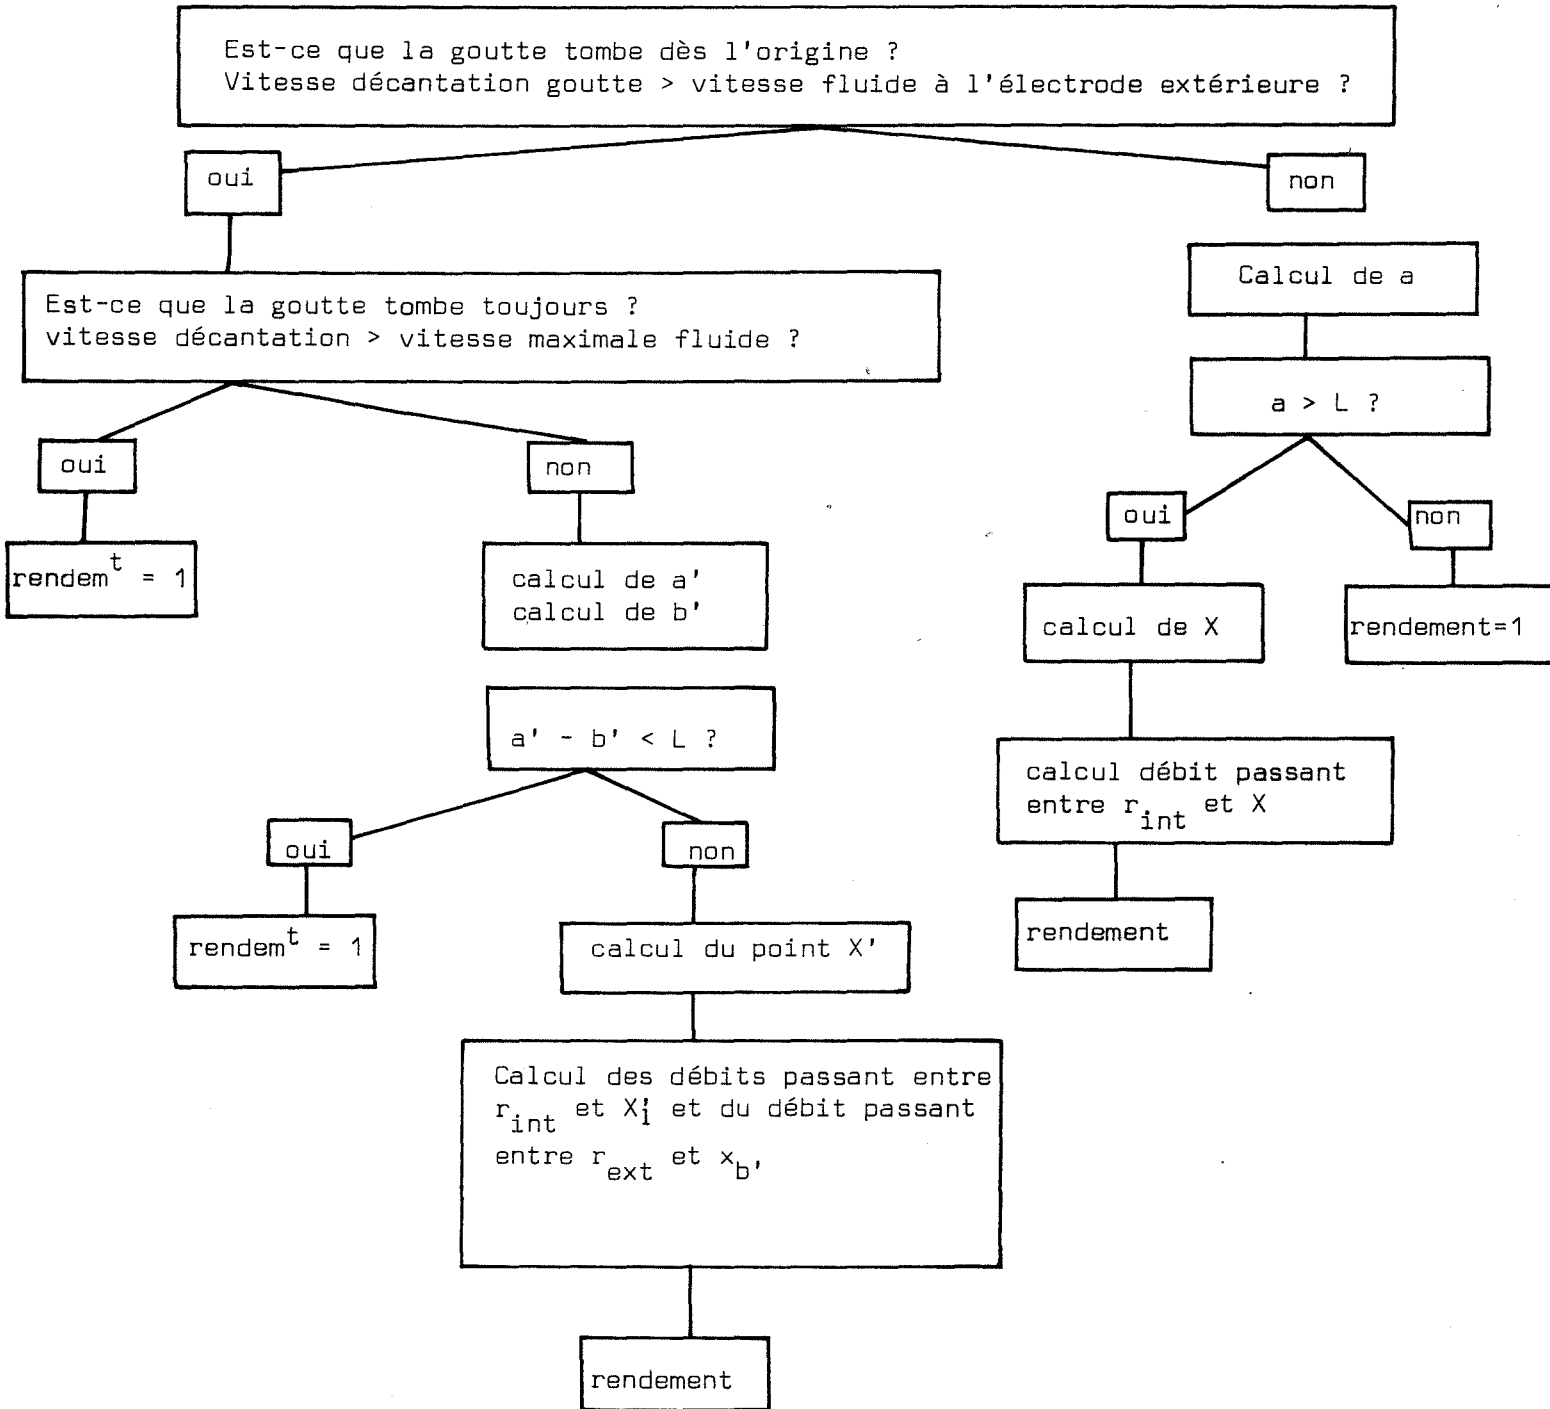 Est-ce que la goutte tombe dès l'origine ?
Vitesse décantation goutte > vitesse fluide à l'électrode extérieure ?
oui
non
Est-ce que la goutte tombe toujours ?
vitesse décantation > vitesse maximale fluide ?
Calcul de a
a > L ?
oui
non
oui
non
rendem^t = 1
calcul de a'
calcul de b'
calcul de X
rendement=1
a' - b' < L ?
calcul débit passant
entre r_int et X
oui
non
rendement
rendem^t = 1
calcul du point X'
Calcul des débits passant entre
r_int et X'_1 et du débit passant
entre r_ext et x_b'
rendement